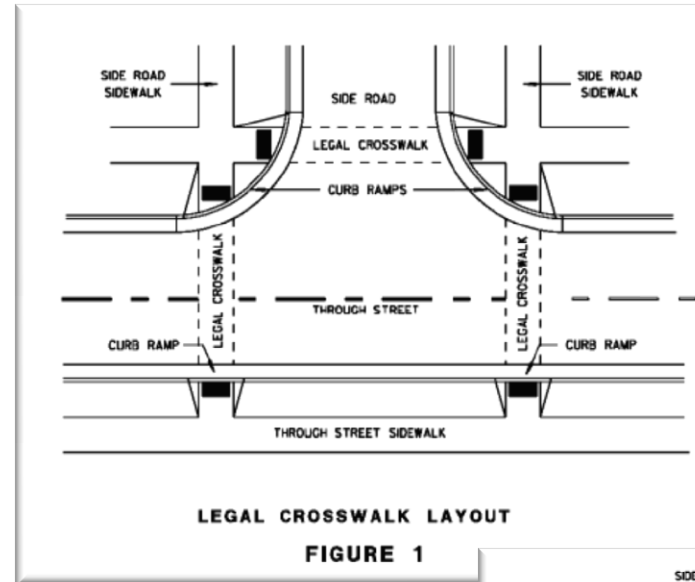 SIDE ROAD
SIDEWALK
SIDE ROAD
SIDE ROAD
SIDEWALK
LEGAL CROSSWALK
CURB RAMPS
LEGAL CROSSWALK
LEGAL CROSSWALK
THROUGH STREET
CURB RAMP
CURB RAMP
THROUGH STREET SIDEWALK
LEGAL CROSSWALK LAYOUT
FIGURE 1